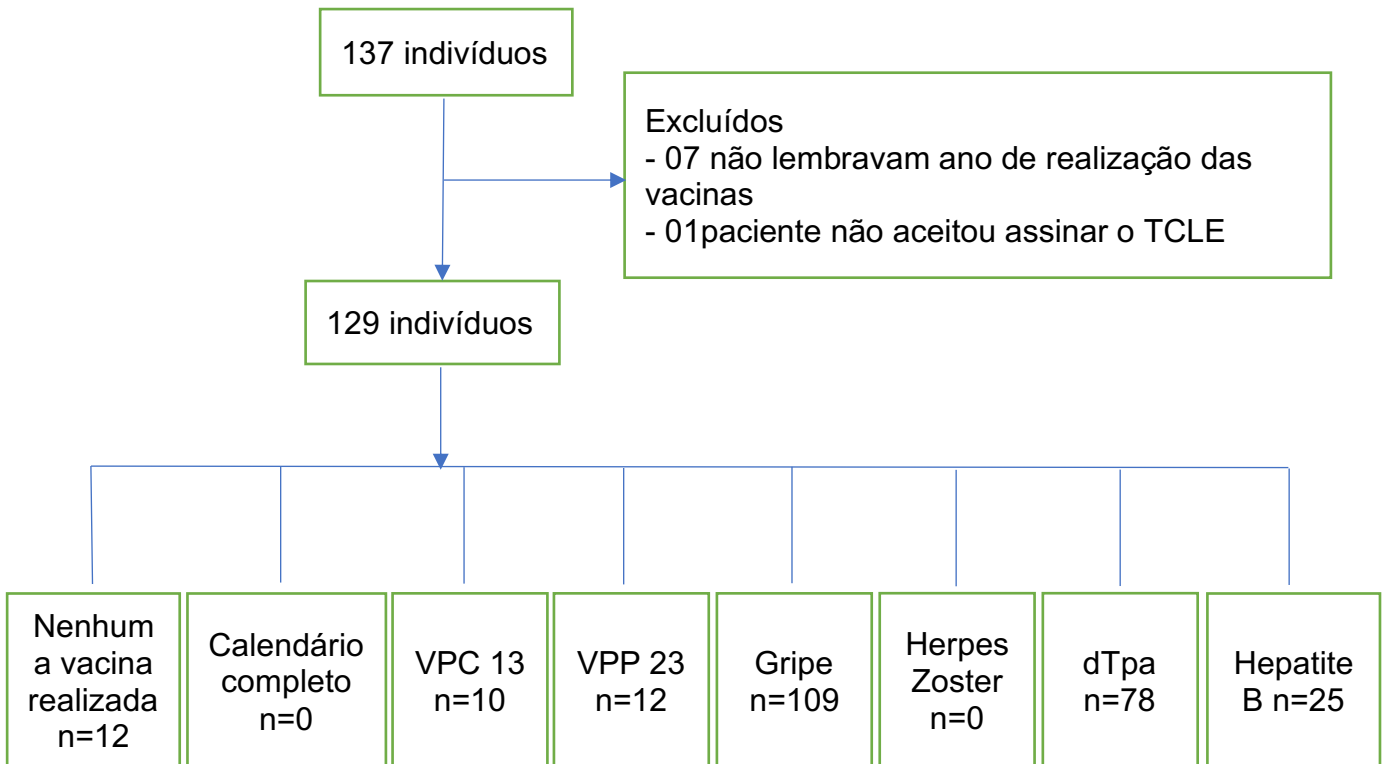 137 indivíduos
Excluídos
- 07 não lembravam ano de realização das
vacinas
- 01paciente não aceitou assinar o TCLE
129 indivíduos
Nenhum
a vacina
realizada
n=12
Calendário
completo
n=0
VPC 13
n=10
VPP 23
n=12
Gripe
n=109
Herpes
Zoster
n=0
dTpa
n=78
Hepatite
B n=25